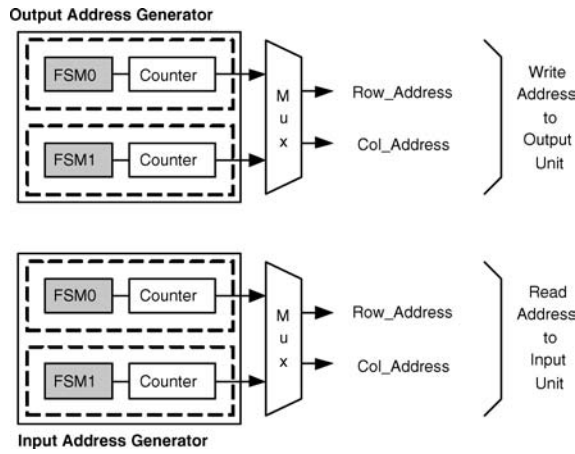 Output Address Generator
FSM0 Counter
FSM1 Counter
M
u
x
Row_Address
Col_Address
Write
Address
to
Output
Unit
FSM0 Counter
FSM1 Counter
M
u
x
Row_Address
Col_Address
Read
Address
to
Input
Unit
Input Address Generator